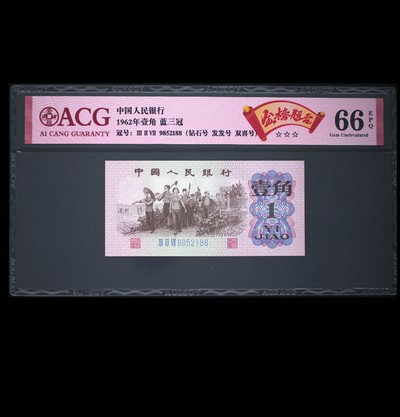 ACG
AI CANG GUARANTY
中国人民银行
1962年壹角 蓝三冠
冠号: III II VII 9852188 (钻石号 发发号 双喜号)
金榜题名
☆☆☆
66
EPQ
Gem Uncirculated
中国人民银行
壹角
1
YI
JIAO
III II VII 9852188